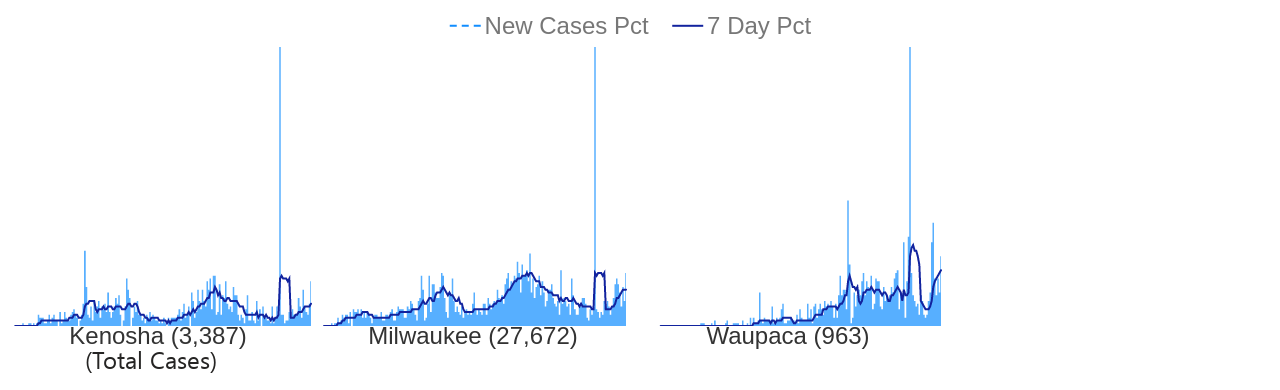 New Cases Pct 7 Day Pct
Kenosha (3,387) Milwaukee (27,672) Waupaca (963)
(Total Cases)